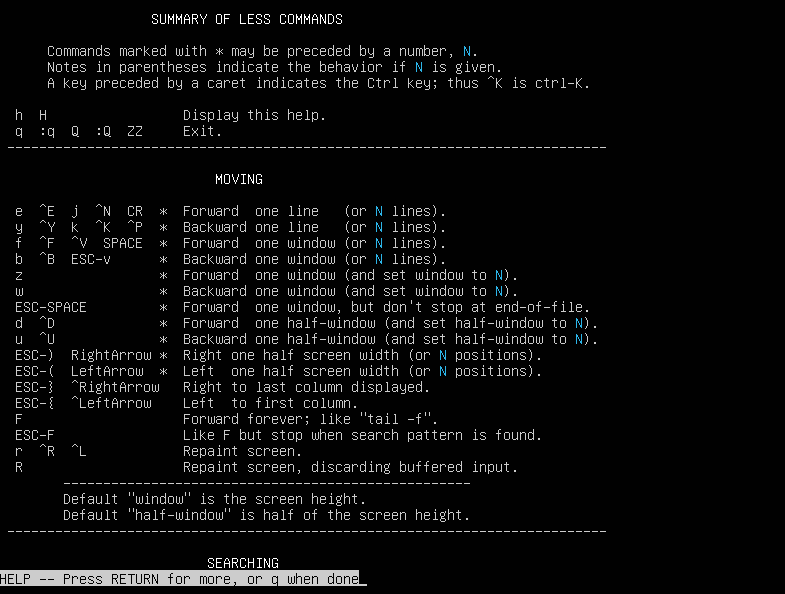 SUMMARY OF LESS COMMANDS
Commands marked with * may be preceded by a number, N.
Notes in parentheses indicate the behavior if N is given.
A key preceded by a caret indicates the Ctrl key; thus ^K is ctrl-K.
h  H                 Display this help.
q  :q  Q  :Q  ZZ     Exit.
---------------------------------------------------------------------------
MOVING
e  ^E  j  ^N  CR  *  Forward  one line   (or N lines).
y  ^Y  k  ^K  ^P  *  Backward one line   (or N lines).
f  ^F  ^V  SPACE  *  Forward  one window (or N lines).
b  ^B  ESC-v      *  Backward one window (or N lines).
z                 *  Forward  one window (and set window to N).
w                 *  Backward one window (and set window to N).
ESC-SPACE         *  Forward  one window, but don't stop at end-of-file.
d  ^D             *  Forward  one half-window (and set half-window to N).
u  ^U             *  Backward one half-window (and set half-window to N).
ESC-)  RightArrow *  Right one half screen width (or N positions).
ESC-(  LeftArrow  *  Left  one half screen width (or N positions).
ESC-}  ^RightArrow   Right to last column displayed.
ESC-{  ^LeftArrow    Left  to first column.
F                    Forward forever; like "tail -f".
ESC-F                Like F but stop when search pattern is found.
r  ^R  ^L            Repaint screen.
R                    Repaint screen, discarding buffered input.
---------------------------------------------------
Default "window" is the screen height.
Default "half-window" is half of the screen height.
---------------------------------------------------------------------------
SEARCHING
HELP -- Press RETURN for more, or q when done